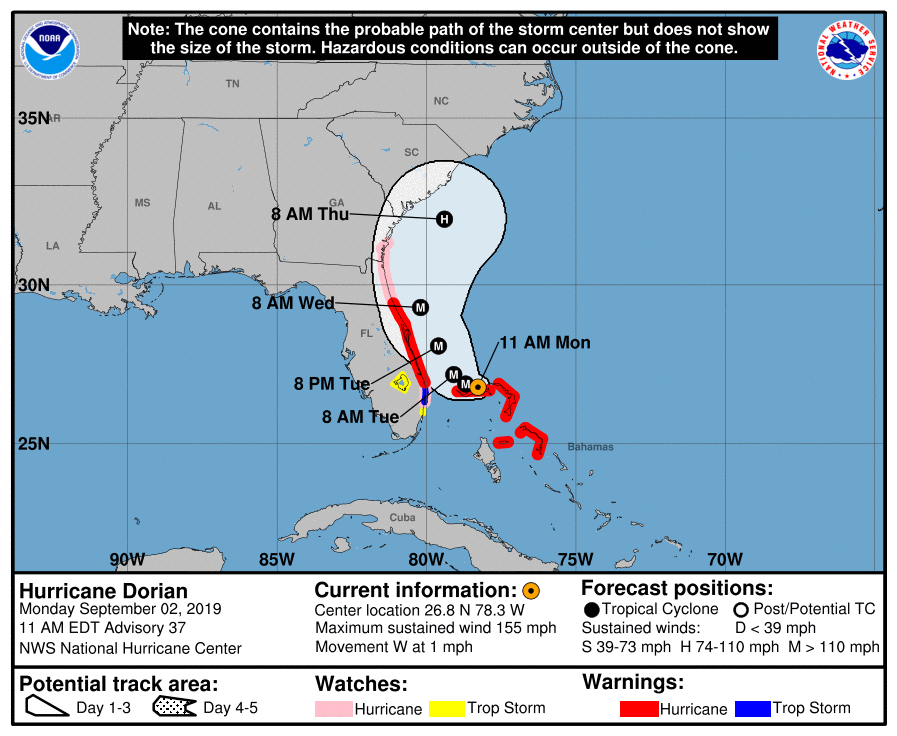 Note: The cone contains the probable path of the storm center but does not show
the size of the storm. Hazardous conditions can occur outside of the cone.
NOAA
NATIONAL WEATHER SERVICE
TN
NC
35N
AR
SC
MS
AL
GA
8 AM Thu
H
LA
30N
8 AM Wed
M
FL
11 AM Mon
M
8 PM Tue
M
M
8 AM Tue
25N
Bahamas
Cuba
90W
85W
80W
75W
70W
Hurricane Dorian
Monday September 02, 2019
11 AM EDT Advisory 37
NWS National Hurricane Center
Current information:
Center location 26.8 N 78.3 W
Maximum sustained wind 155 mph
Movement W at 1 mph
Forecast positions:
Tropical Cyclone Post/Potential TC
Sustained winds: D < 39 mph
S 39-73 mph H 74-110 mph M > 110 mph
Potential track area:
Day 1-3 Day 4-5
Watches:
Hurricane Trop Storm
Warnings:
Hurricane Trop Storm